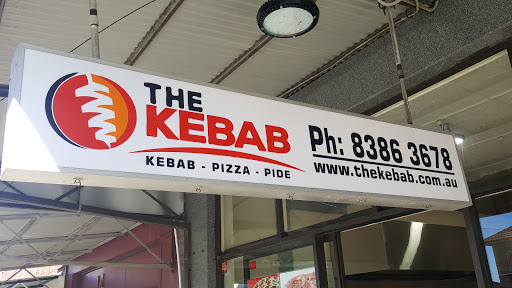 THE
KEBAB
KEBAB - PIZZA - PIDE
Ph: 8386 3678
www.thekebab.com.au